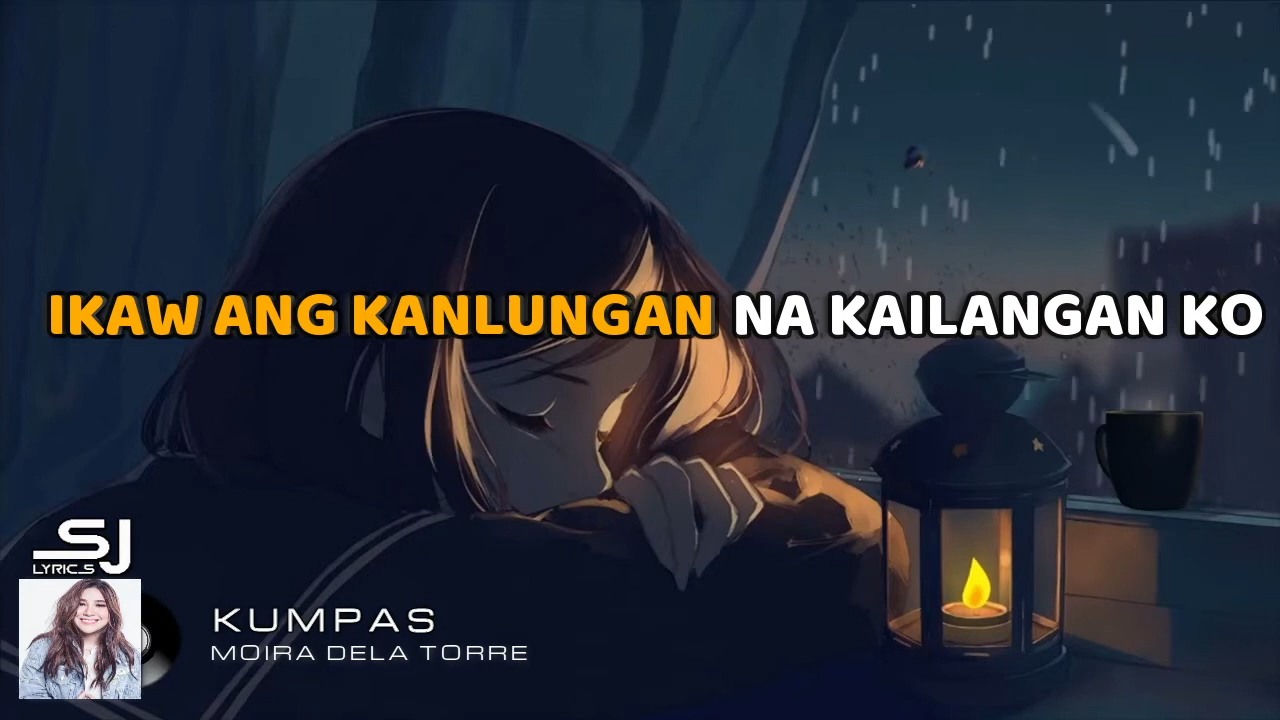 IKAW ANG KANLUNGAN NA KAILANGAN KO
SJ
LYRIC_S
KUMPAS
MOIRA DELA TORRE